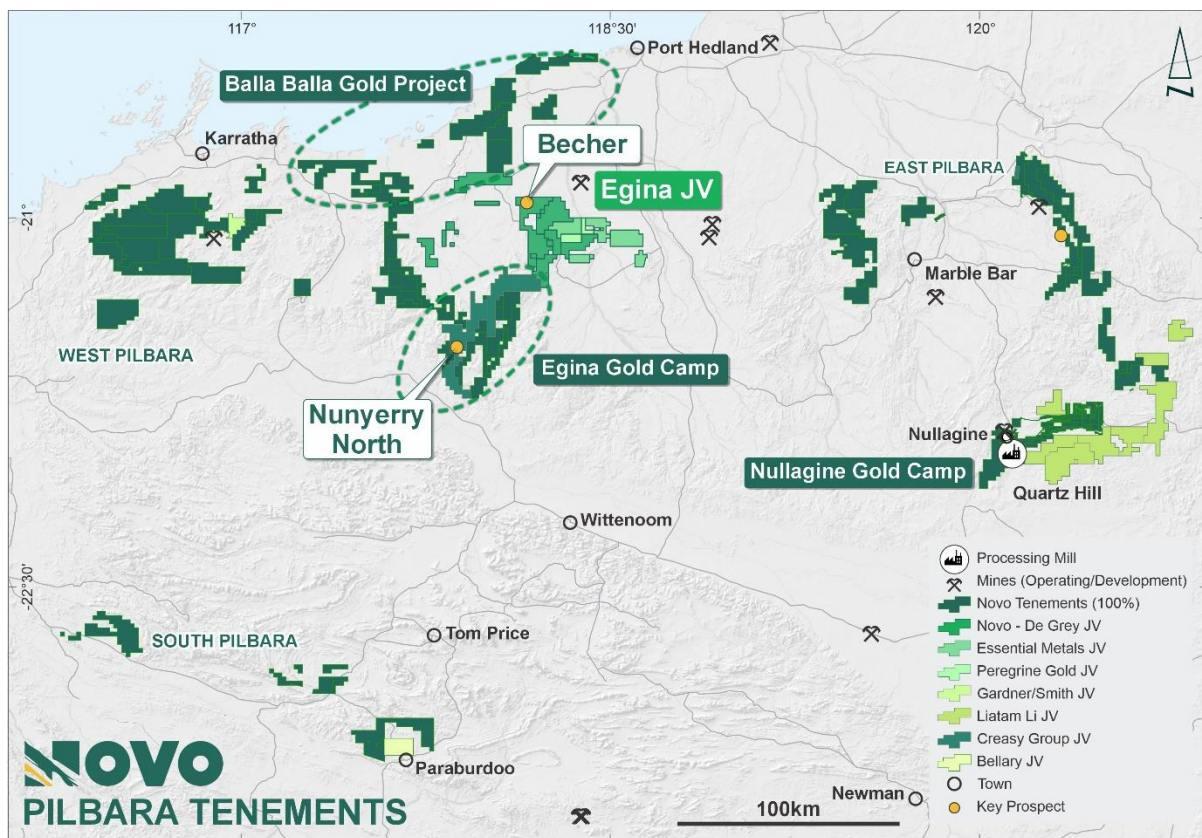 117°
118°30'
120°
Port Hedland
Balla Balla Gold Project
Karratha
Becher
EAST PILBARA
Egina JV
-21°
Marble Bar
WEST PILBARA
Egina Gold Camp
Nunyerry
North
Nullagine
Nullagine Gold Camp
Quartz Hill
Wittenoom
-22°30'
SOUTH PILBARA
Tom Price
Paraburdoo
Newman
100km
Processing Mill
Mines (Operating/Development)
Novo Tenements (100%)
Novo - De Grey JV
Essential Metals JV
Peregrine Gold JV
Gardner/Smith JV
Liatam Li JV
Creasy Group JV
Bellary JV
Town
Key Prospect
NOVO
PILBARA TENEMENTS
Z